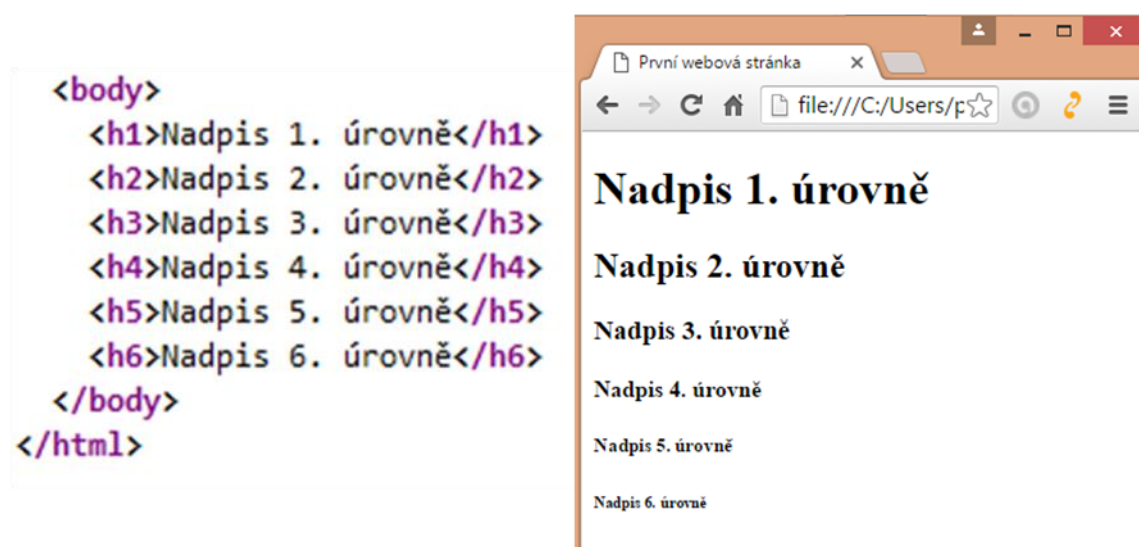 <body>
<h1>Nadpis 1. úrovně</h1>
<h2>Nadpis 2. úrovně</h2>
<h3>Nadpis 3. úrovně</h3>
<h4>Nadpis 4. úrovně</h4>
<h5>Nadpis 5. úrovně</h5>
<h6>Nadpis 6. úrovně</h6>
</body>
</html>
První webová stránka
file:///C:/Users/p
Nadpis 1. úrovně
Nadpis 2. úrovně
Nadpis 3. úrovně
Nadpis 4. úrovně
Nadpis 5. úrovně
Nadpis 6. úrovně